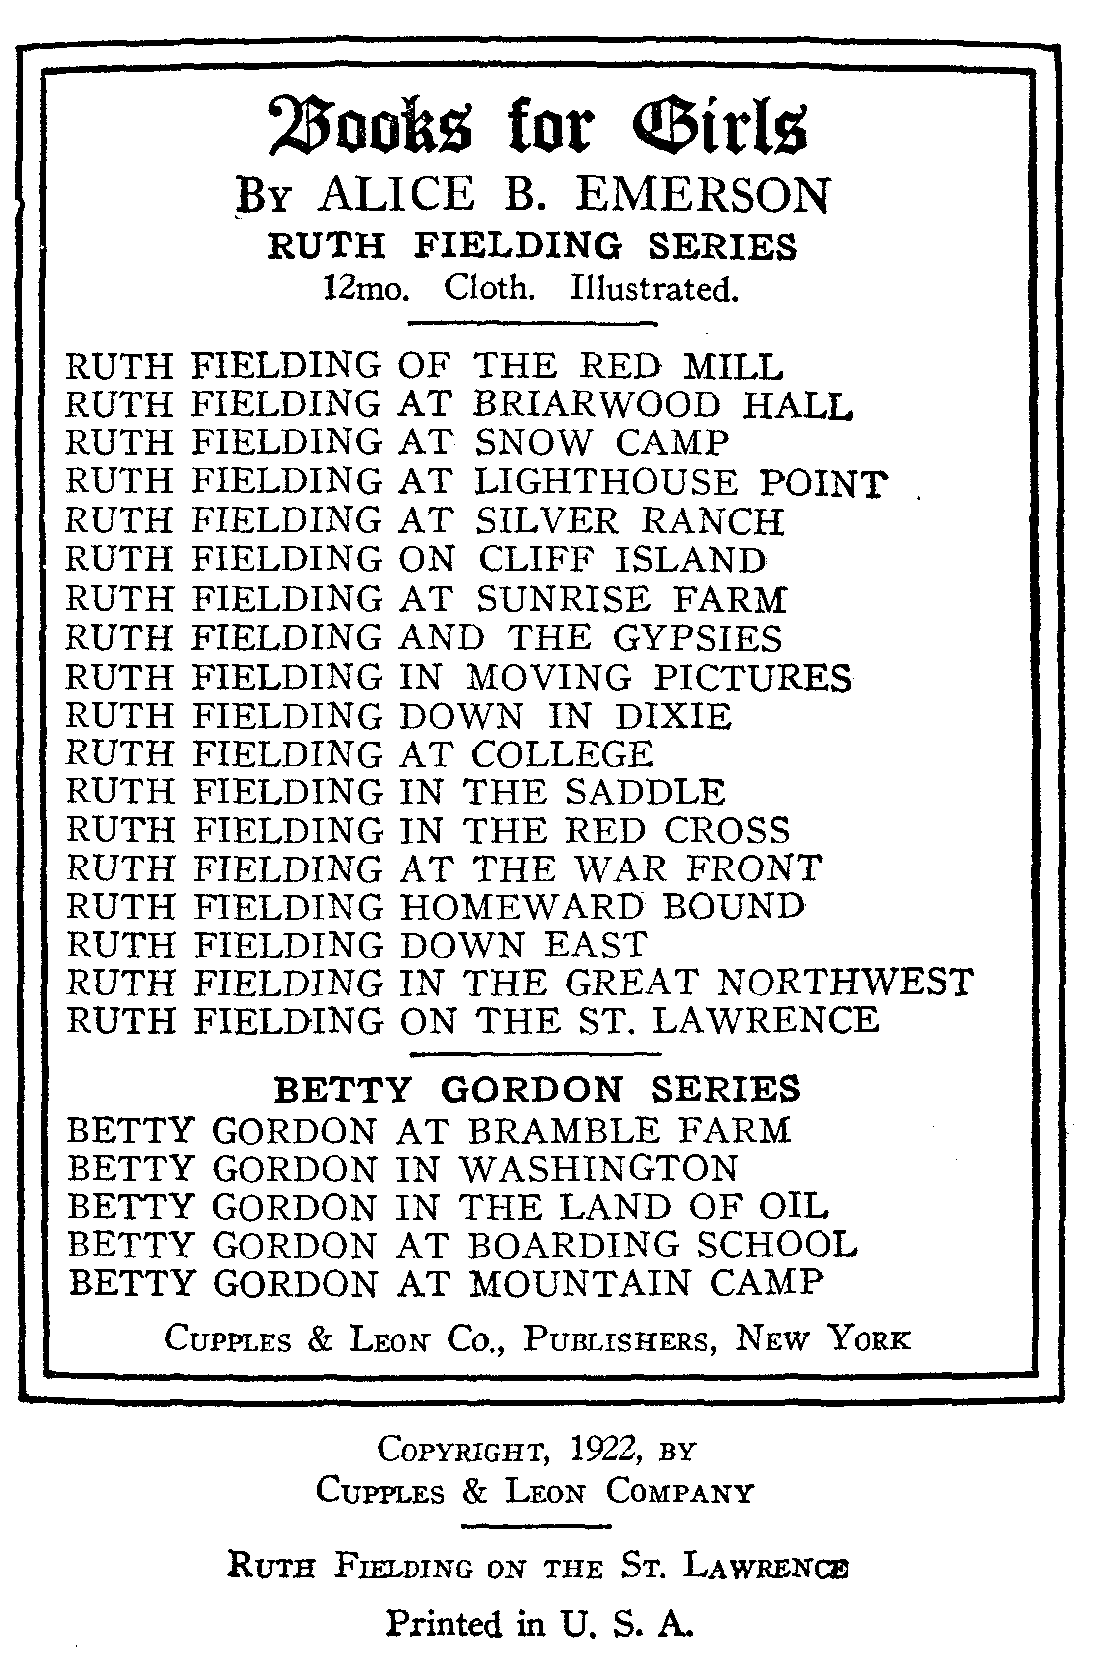 Books for Girls
By ALICE B. EMERSON
RUTH FIELDING SERIES
12mo. Cloth. Illustrated.
RUTH FIELDING OF THE RED MILL
RUTH FIELDING AT BRIARWOOD HALL
RUTH FIELDING AT SNOW CAMP
RUTH FIELDING AT LIGHTHOUSE POINT
RUTH FIELDING AT SILVER RANCH
RUTH FIELDING ON CLIFF ISLAND
RUTH FIELDING AT SUNRISE FARM
RUTH FIELDING AND THE GYPSIES
RUTH FIELDING IN MOVING PICTURES
RUTH FIELDING DOWN IN DIXIE
RUTH FIELDING AT COLLEGE
RUTH FIELDING IN THE SADDLE
RUTH FIELDING IN THE RED CROSS
RUTH FIELDING AT THE WAR FRONT
RUTH FIELDING HOMEWARD BOUND
RUTH FIELDING DOWN EAST
RUTH FIELDING IN THE GREAT NORTHWEST
RUTH FIELDING ON THE ST. LAWRENCE
BETTY GORDON SERIES
BETTY GORDON AT BRAMBLE FARM
BETTY GORDON IN WASHINGTON
BETTY GORDON IN THE LAND OF OIL
BETTY GORDON AT BOARDING SCHOOL
BETTY GORDON AT MOUNTAIN CAMP
Cupples & Leon Co., Publishers, New York
Copyright, 1922, by
Cupples & Leon Company
Ruth Fielding on the St. Lawrence
Printed in U. S. A.